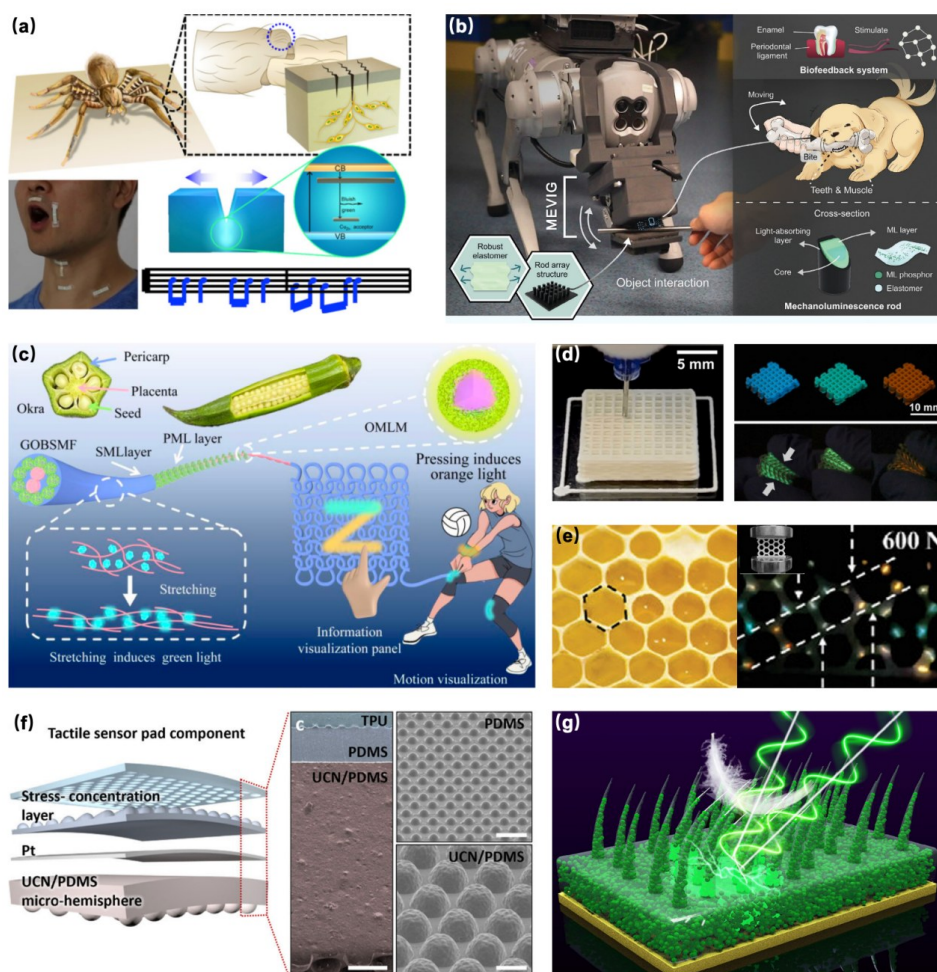 (a)
CB
Bluish
green
Cu
acceptor
VB
(b)
MEVIG
Robust
elastomer
Rod array
structure
Object interaction
Enamel
Stimulate
Periodontal
ligament
Biofeedback system
Moving
Bite
Teeth & Muscle
Cross-section
Light-absorbing
layer
ML layer
ML phosphor
Core
Elastomer
Mechanoluminescence rod
(c)
Pericarp
Placenta
Okra
Seed
GOBSMF
SMLlayer
PML layer
OMLM
Pressing induces
orange light
Stretching
Stretching induces green light
Information
visualization panel
Motion visualization
(d)
5 mm
10 mm
(e)
600 N
(f)
Tactile sensor pad component
Stress- concentration
layer
Pt
UCN/PDMS
micro-hemisphere
c
TPU
PDMS
UCN/PDMS
PDMS
UCN/PDMS
(g)